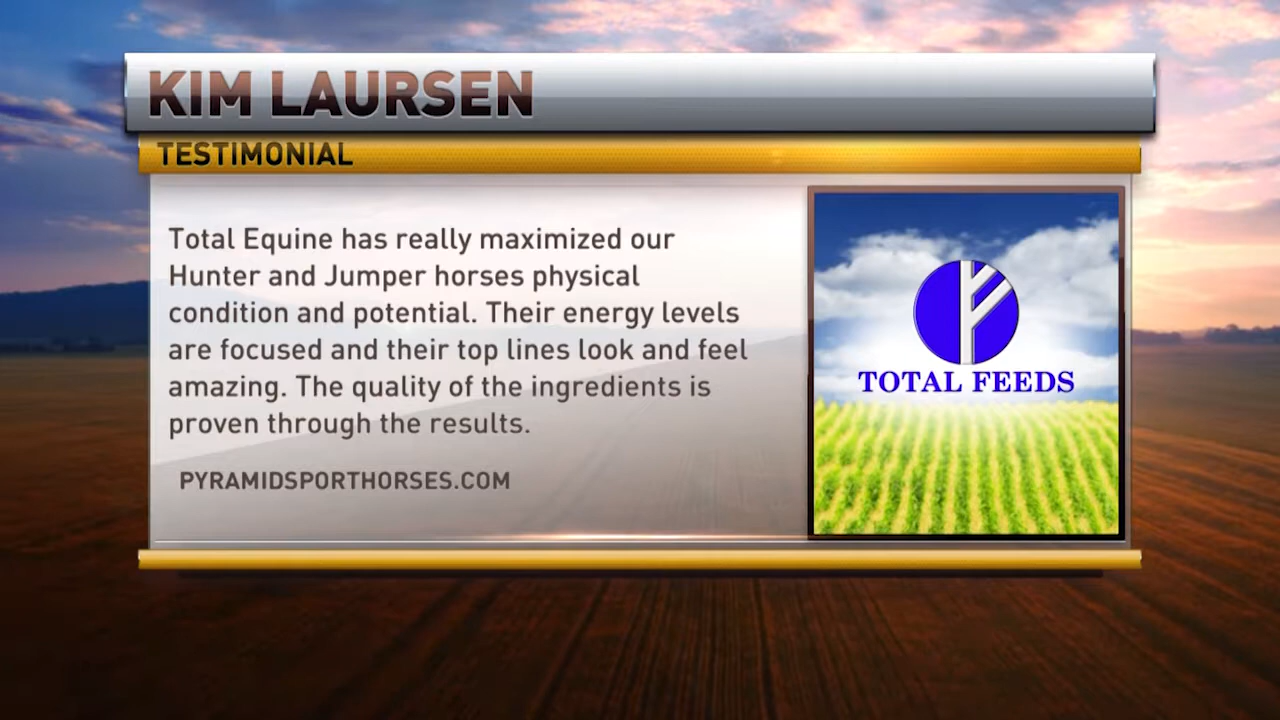 KIM LAURSEN
TESTIMONIAL
Total Equine has really maximized our
Hunter and Jumper horses physical
condition and potential. Their energy levels
are focused and their top lines look and feel
amazing. The quality of the ingredients is
proven through the results.
PYRAMIDSPORTHORSES.COM
TOTAL FEEDS